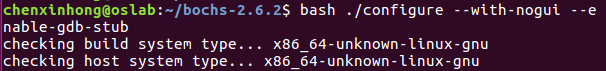 chenxinhong@oslab:~/bochs-2.6.2$ bash ./configure --with-nogui --e
nable-gdb-stub
checking build system type... x86_64-unknown-linux-gnu
checking host system type... x86_64-unknown-linux-gnu